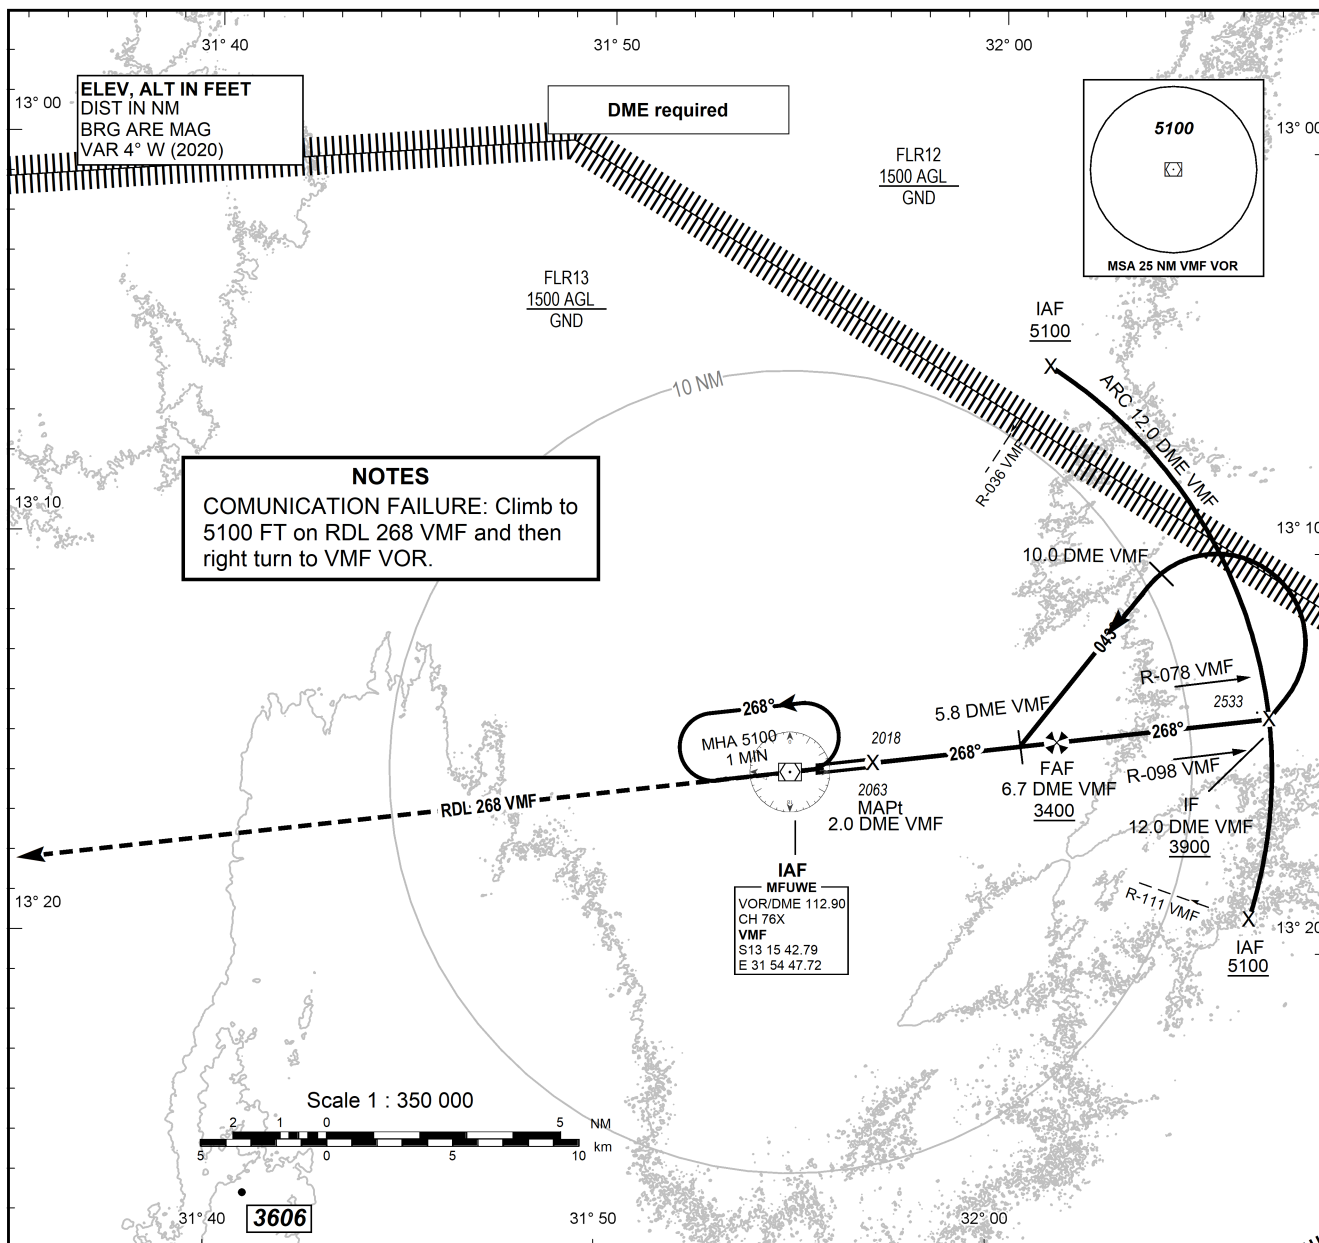 31° 40
31° 50
32° 00
13° 00
ELEV, ALT IN FEET
DIST IN NM
BRG ARE MAG
VAR 4° W (2020)
DME required
5100
MSA 25 NM VMF VOR
13° 00
FLR12
1500 AGL
GND
FLR13
1500 AGL
GND
IAF
5100
10 NM
ARC 12.0 DME VMF
NOTES
COMUNICATION FAILURE: Climb to
5100 FT on RDL 268 VMF and then
right turn to VMF VOR.
13° 10
R-036 VMF
13° 10
10.0 DME VMF
043°
R-078 VMF
2533
5.8 DME VMF
268°
268°
268°
MHA 5100
1 MIN
2018
2063
MAPt
2.0 DME VMF
FAF
6.7 DME VMF
3400
R-098 VMF
IF
12.0 DME VMF
3900
RDL 268 VMF
IAF
MFUWE
VOR/DME 112.90
CH 76X
VMF
S13 15 42.79
E 31 54 47.72
R-111 VMF
13° 20
13° 20
IAF
5100
Scale 1 : 350 000
2 1 0 5 NM
5 0 5 10 km
3606
31° 40
31° 50
32° 00